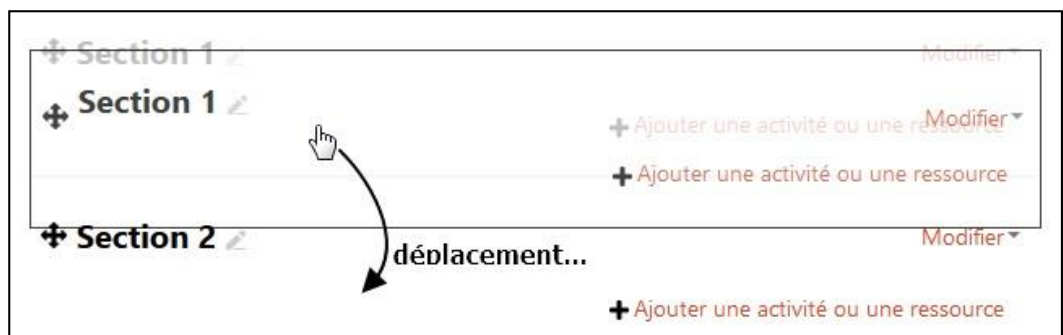 Section 1
Modifier
Section 1
Modifier
Ajouter une activité ou une ressource
Ajouter une activité ou une ressource
Section 2
Modifier
déplacement...
Ajouter une activité ou une ressource